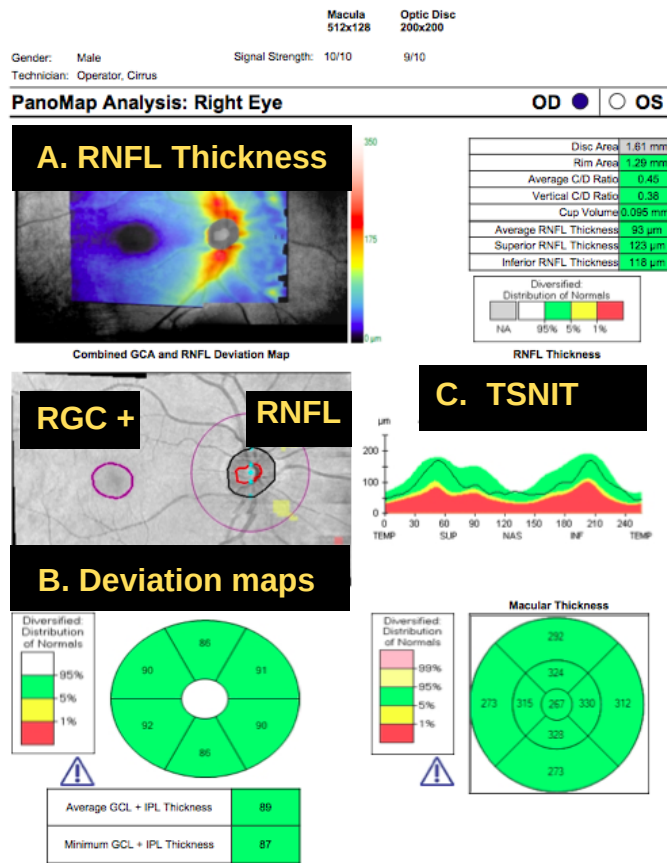 Macula Optic Disc
512x128 200x200
Gender: Male Signal Strength: 10/10 9/10
Technician: Operator, Cirrus
PanoMap Analysis: Right Eye OD OS
A. RNFL Thickness
350
175
0 µm
Disc Area 1.61 mm
Rim Area 1.29 mm
Average C/D Ratio 0.45
Vertical C/D Ratio 0.38
Cup Volume 0.095 mm
Average RNFL Thickness 93 µm
Superior RNFL Thickness 123 µm
Inferior RNFL Thickness 118 µm
Diversified:
Distribution of Normals
NA 95% 5% 1%
Combined GCA and RNFL Deviation Map
RNFL Thickness
RGC +
RNFL
C. TSNIT
µm
200
100
0
0 30 60 90 120 150 180 210 240
TEMP SUP NAS INF TEMP
B. Deviation maps
Diversified:
Distribution
of Normals
95%
5%
1%
86
90 91
92 90
86
Average GCL + IPL Thickness 89
Minimum GCL + IPL Thickness 87
Macular Thickness
Diversified:
Distribution
of Normals
99%
95%
5%
1%
292
324
273 315 267 330 312
328
273